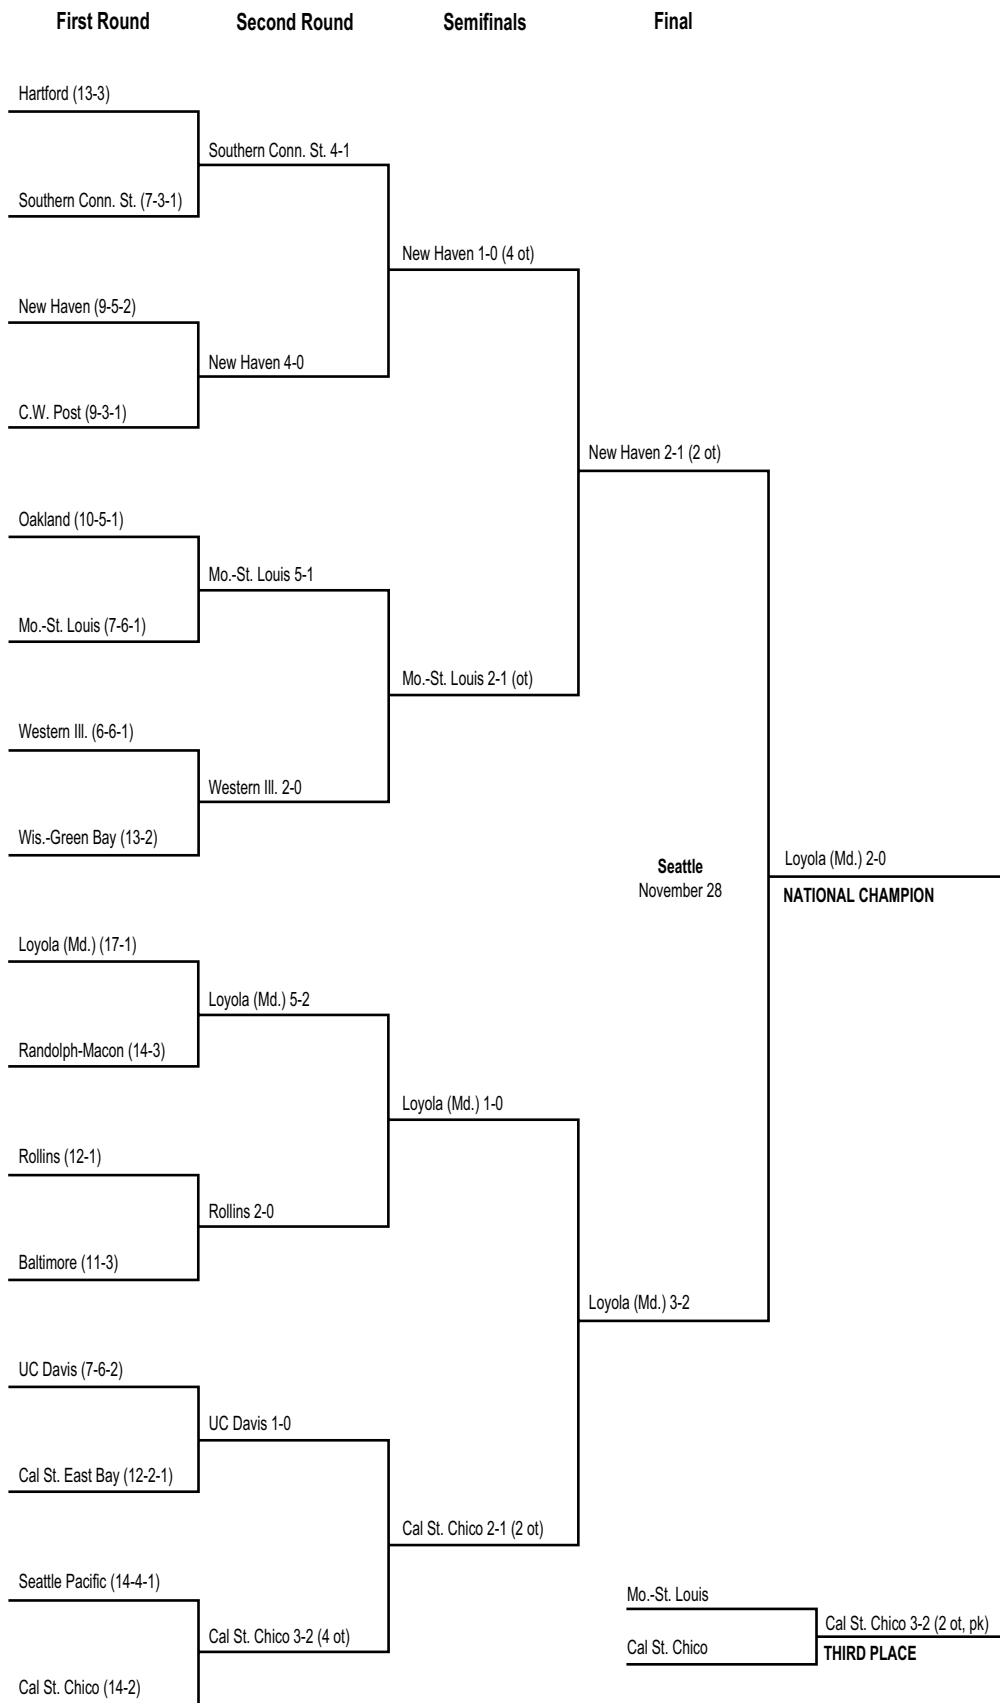 First Round
Second Round
Semifinals
Final
Hartford (13-3)
Southern Conn. St. 4-1
Southern Conn. St. (7-3-1)
New Haven 1-0 (4 ot)
New Haven (9-5-2)
New Haven 4-0
C.W. Post (9-3-1)
New Haven 2-1 (2 ot)
Oakland (10-5-1)
Mo.-St. Louis 5-1
Mo.-St. Louis (7-6-1)
Mo.-St. Louis 2-1 (ot)
Western Ill. (6-6-1)
Western Ill. 2-0
Wis.-Green Bay (13-2)
Seattle
November 28
Loyola (Md.) 2-0
NATIONAL CHAMPION
Loyola (Md.) (17-1)
Loyola (Md.) 5-2
Randolph-Macon (14-3)
Loyola (Md.) 1-0
Rollins (12-1)
Rollins 2-0
Baltimore (11-3)
Loyola (Md.) 3-2
UC Davis (7-6-2)
UC Davis 1-0
Cal St. East Bay (12-2-1)
Cal St. Chico 2-1 (2 ot)
Seattle Pacific (14-4-1)
Cal St. Chico 3-2 (4 ot)
Cal St. Chico (14-2)
Mo.-St. Louis
Cal St. Chico 3-2 (2 ot, pk)
Cal St. Chico
THIRD PLACE